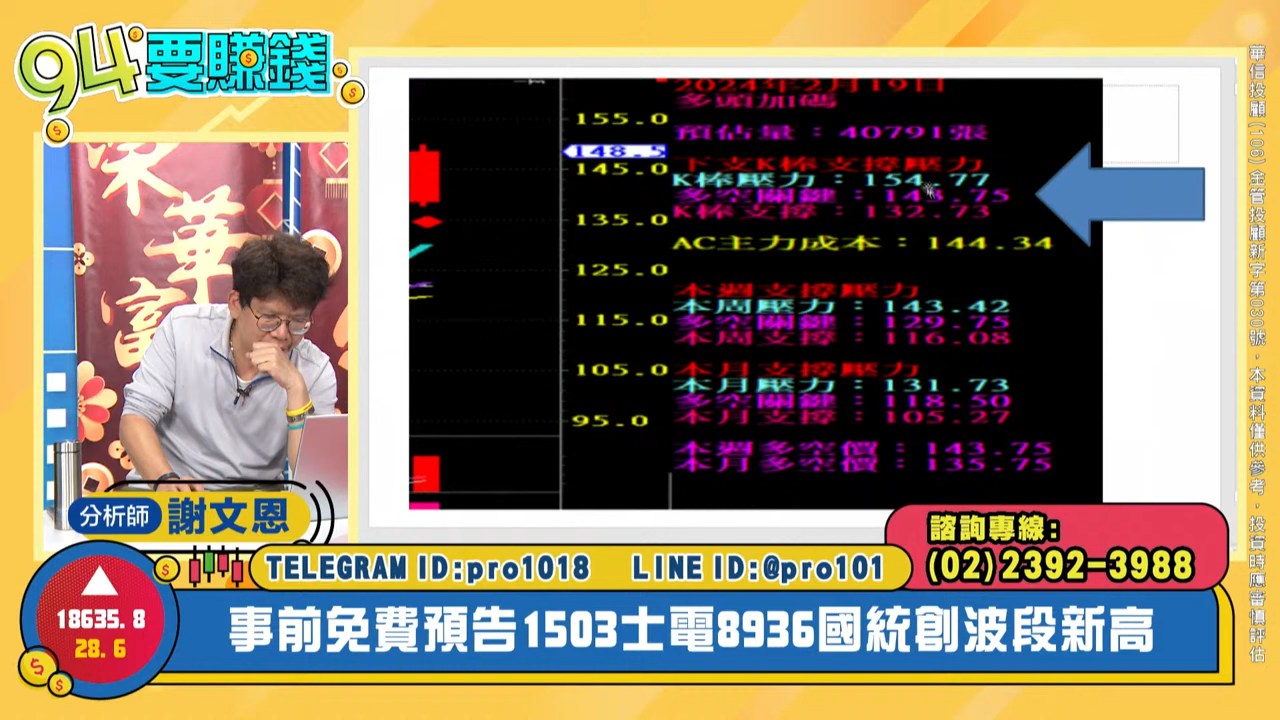 94要賺錢
榮華富
2024年2月19日
多頭加碼
預估量：40791張
下支K棒支撐壓力
K棒壓力：154.77
多空關鍵：143.75
K棒支撐：132.73
AC主力成本：144.34
本週支撐壓力
本周壓力：143.42
多空關鍵：129.75
本周支撐：116.08
本月支撐壓力
本月壓力：131.73
多空關鍵：118.50
本月支撐：105.27
本週多空價：143.75
本月多空價：135.75
155.0
148.5
145.0
135.0
125.0
115.0
105.0
95.0
華信投顧(106)金管投顧新字第030號，本資料僅供參考，投資時應審慎評估
分析師 謝文恩
諮詢專線:
(02)2392-3988
TELEGRAM ID:pro1018 LINE ID:@pro101
18635.8
28.6
事前免費預告1503士電8936國統創波段新高